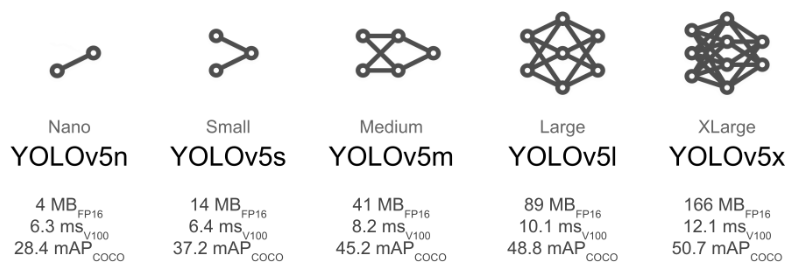 Nano Small Medium Large XLarge
YOLOv5n YOLOv5s YOLOv5m YOLOv5l YOLOv5x
4 MB FP16 14 MB FP16 41 MB FP16 89 MB FP16 166 MB FP16
6.3 ms V100 6.4 ms V100 8.2 ms V100 10.1 ms V100 12.1 ms V100
28.4 mAP COCO 37.2 mAP COCO 45.2 mAP COCO 48.8 mAP COCO 50.7 mAP COCO